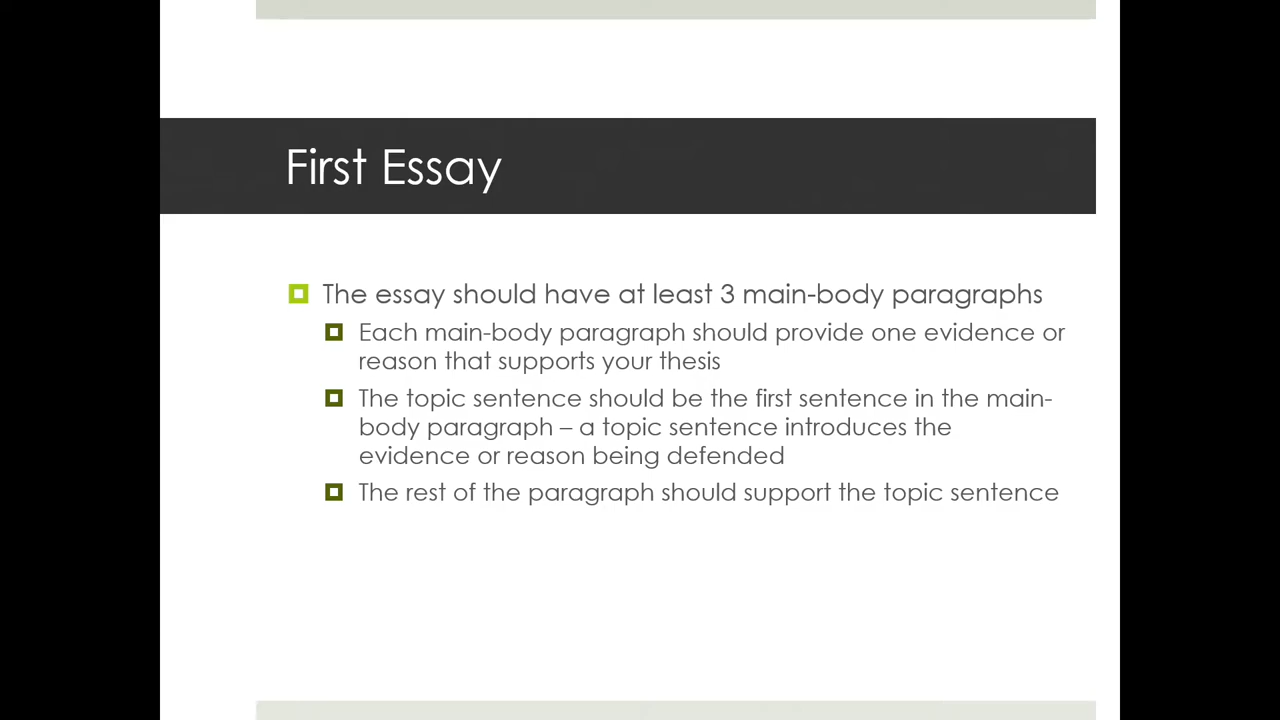 First Essay
The essay should have at least 3 main-body paragraphs
Each main-body paragraph should provide one evidence or
reason that supports your thesis
The topic sentence should be the first sentence in the main-
body paragraph – a topic sentence introduces the
evidence or reason being defended
The rest of the paragraph should support the topic sentence